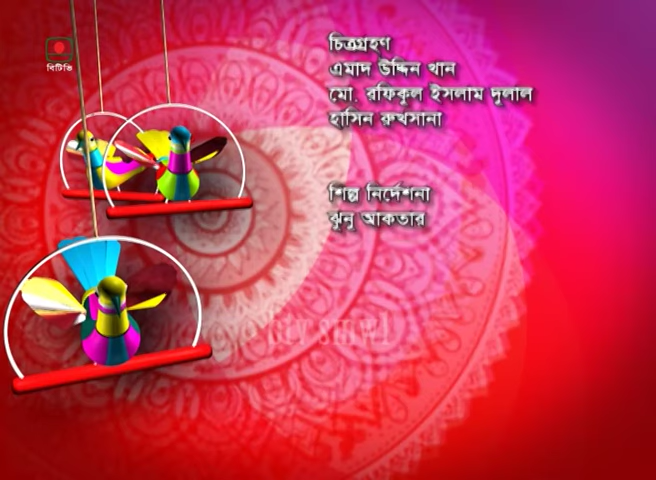 বিটিভি
চিত্রগ্রহণ
এমাদ উদ্দিন খান
মো. রফিকুল ইসলাম দুলাল
হাসিন রুখসানা
শিল্প নির্দেশনা
ঝুনু আকতার